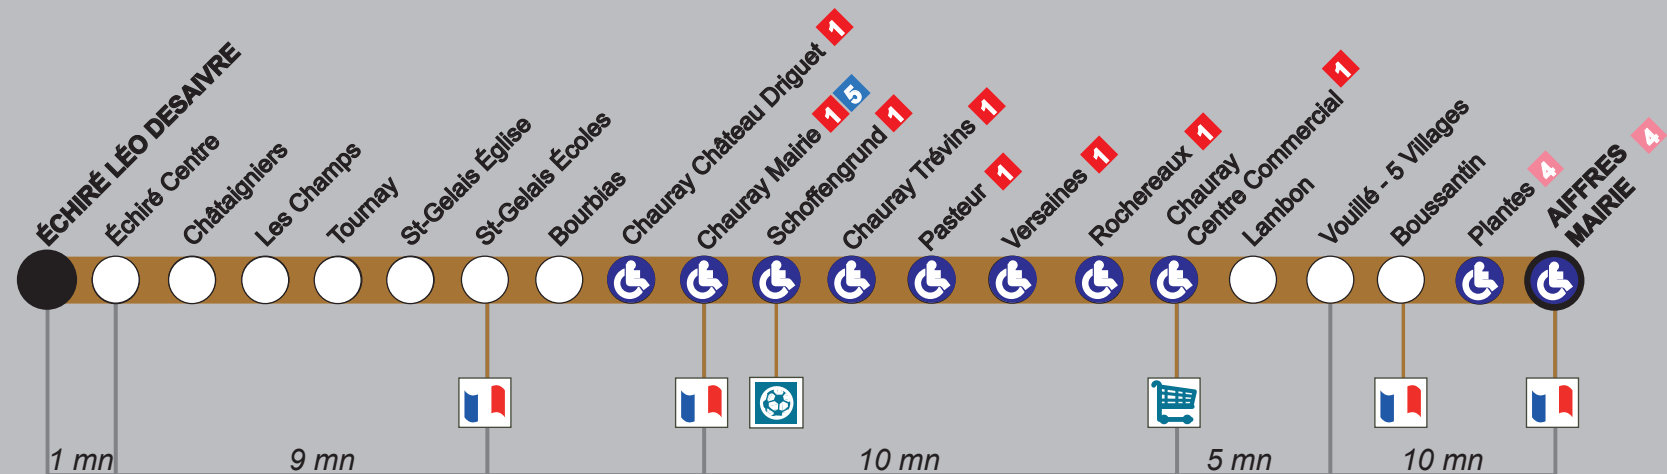 ÉCHIRÉ LÉO DESAIVRE
Échiré Centre
Châtaigniers
Les Champs
Tournay
St-Gelais Église
St-Gelais Écoles
Bourbias
Chauray Château Driguet 1
Chauray Mairie 1 5
Schoffengrund 1
Chauray Trévins 1
Pasteur 1
Versaines 1
Rochereaux 1
Chauray
Centre Commercial 1
Lambon
Vouillé - 5 Villages
Boussantin
Plantes 4
AIFFRES 4
MAIRIE
1 mn 9 mn 10 mn 5 mn 10 mn